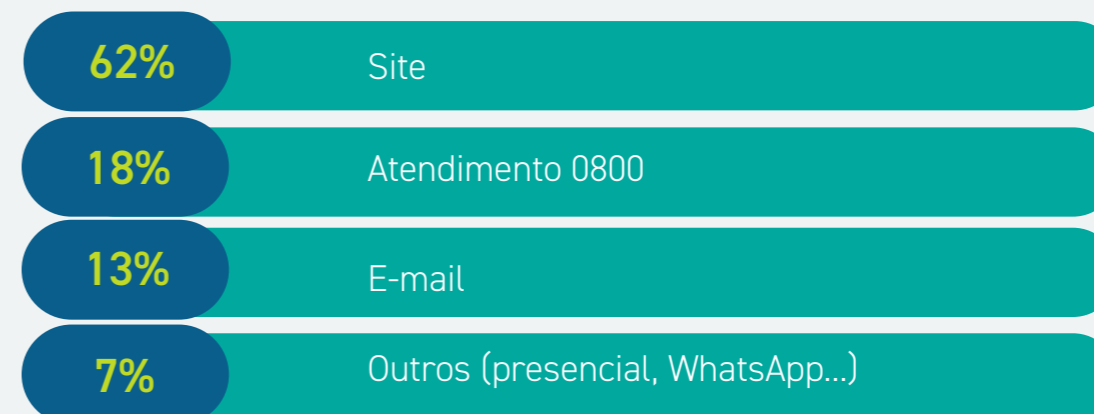 62% Site
18% Atendimento 0800
13% E-mail
7% Outros (presencial, WhatsApp...)